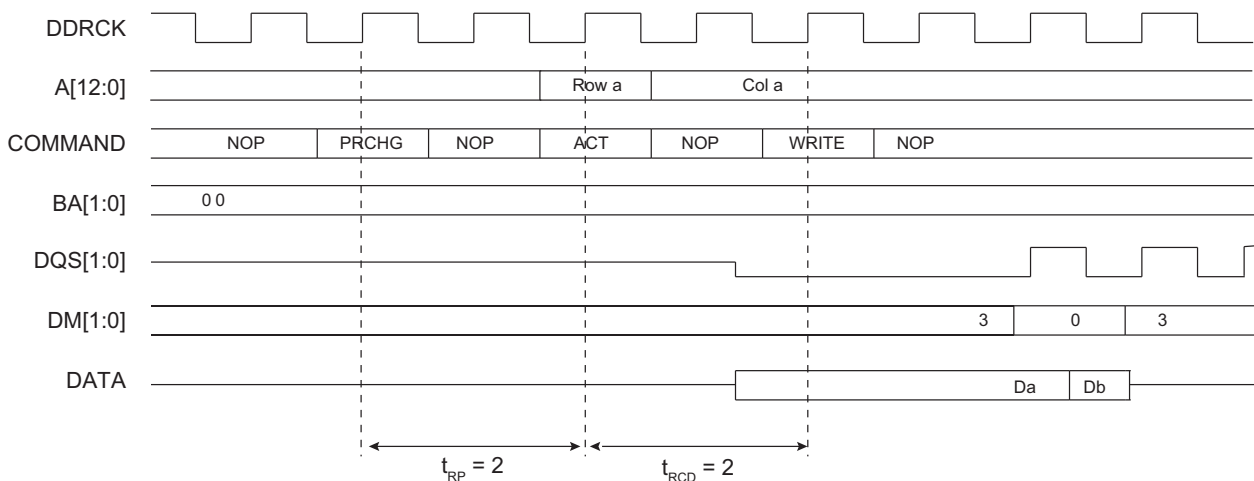 DDRCK
A[12:0] Row a Col a
COMMAND NOP PRCHG NOP ACT NOP WRITE NOP
BA[1:0] 0 0
DQS[1:0]
DM[1:0] 3 0 3
DATA Da Db
tRP = 2 tRCD = 2